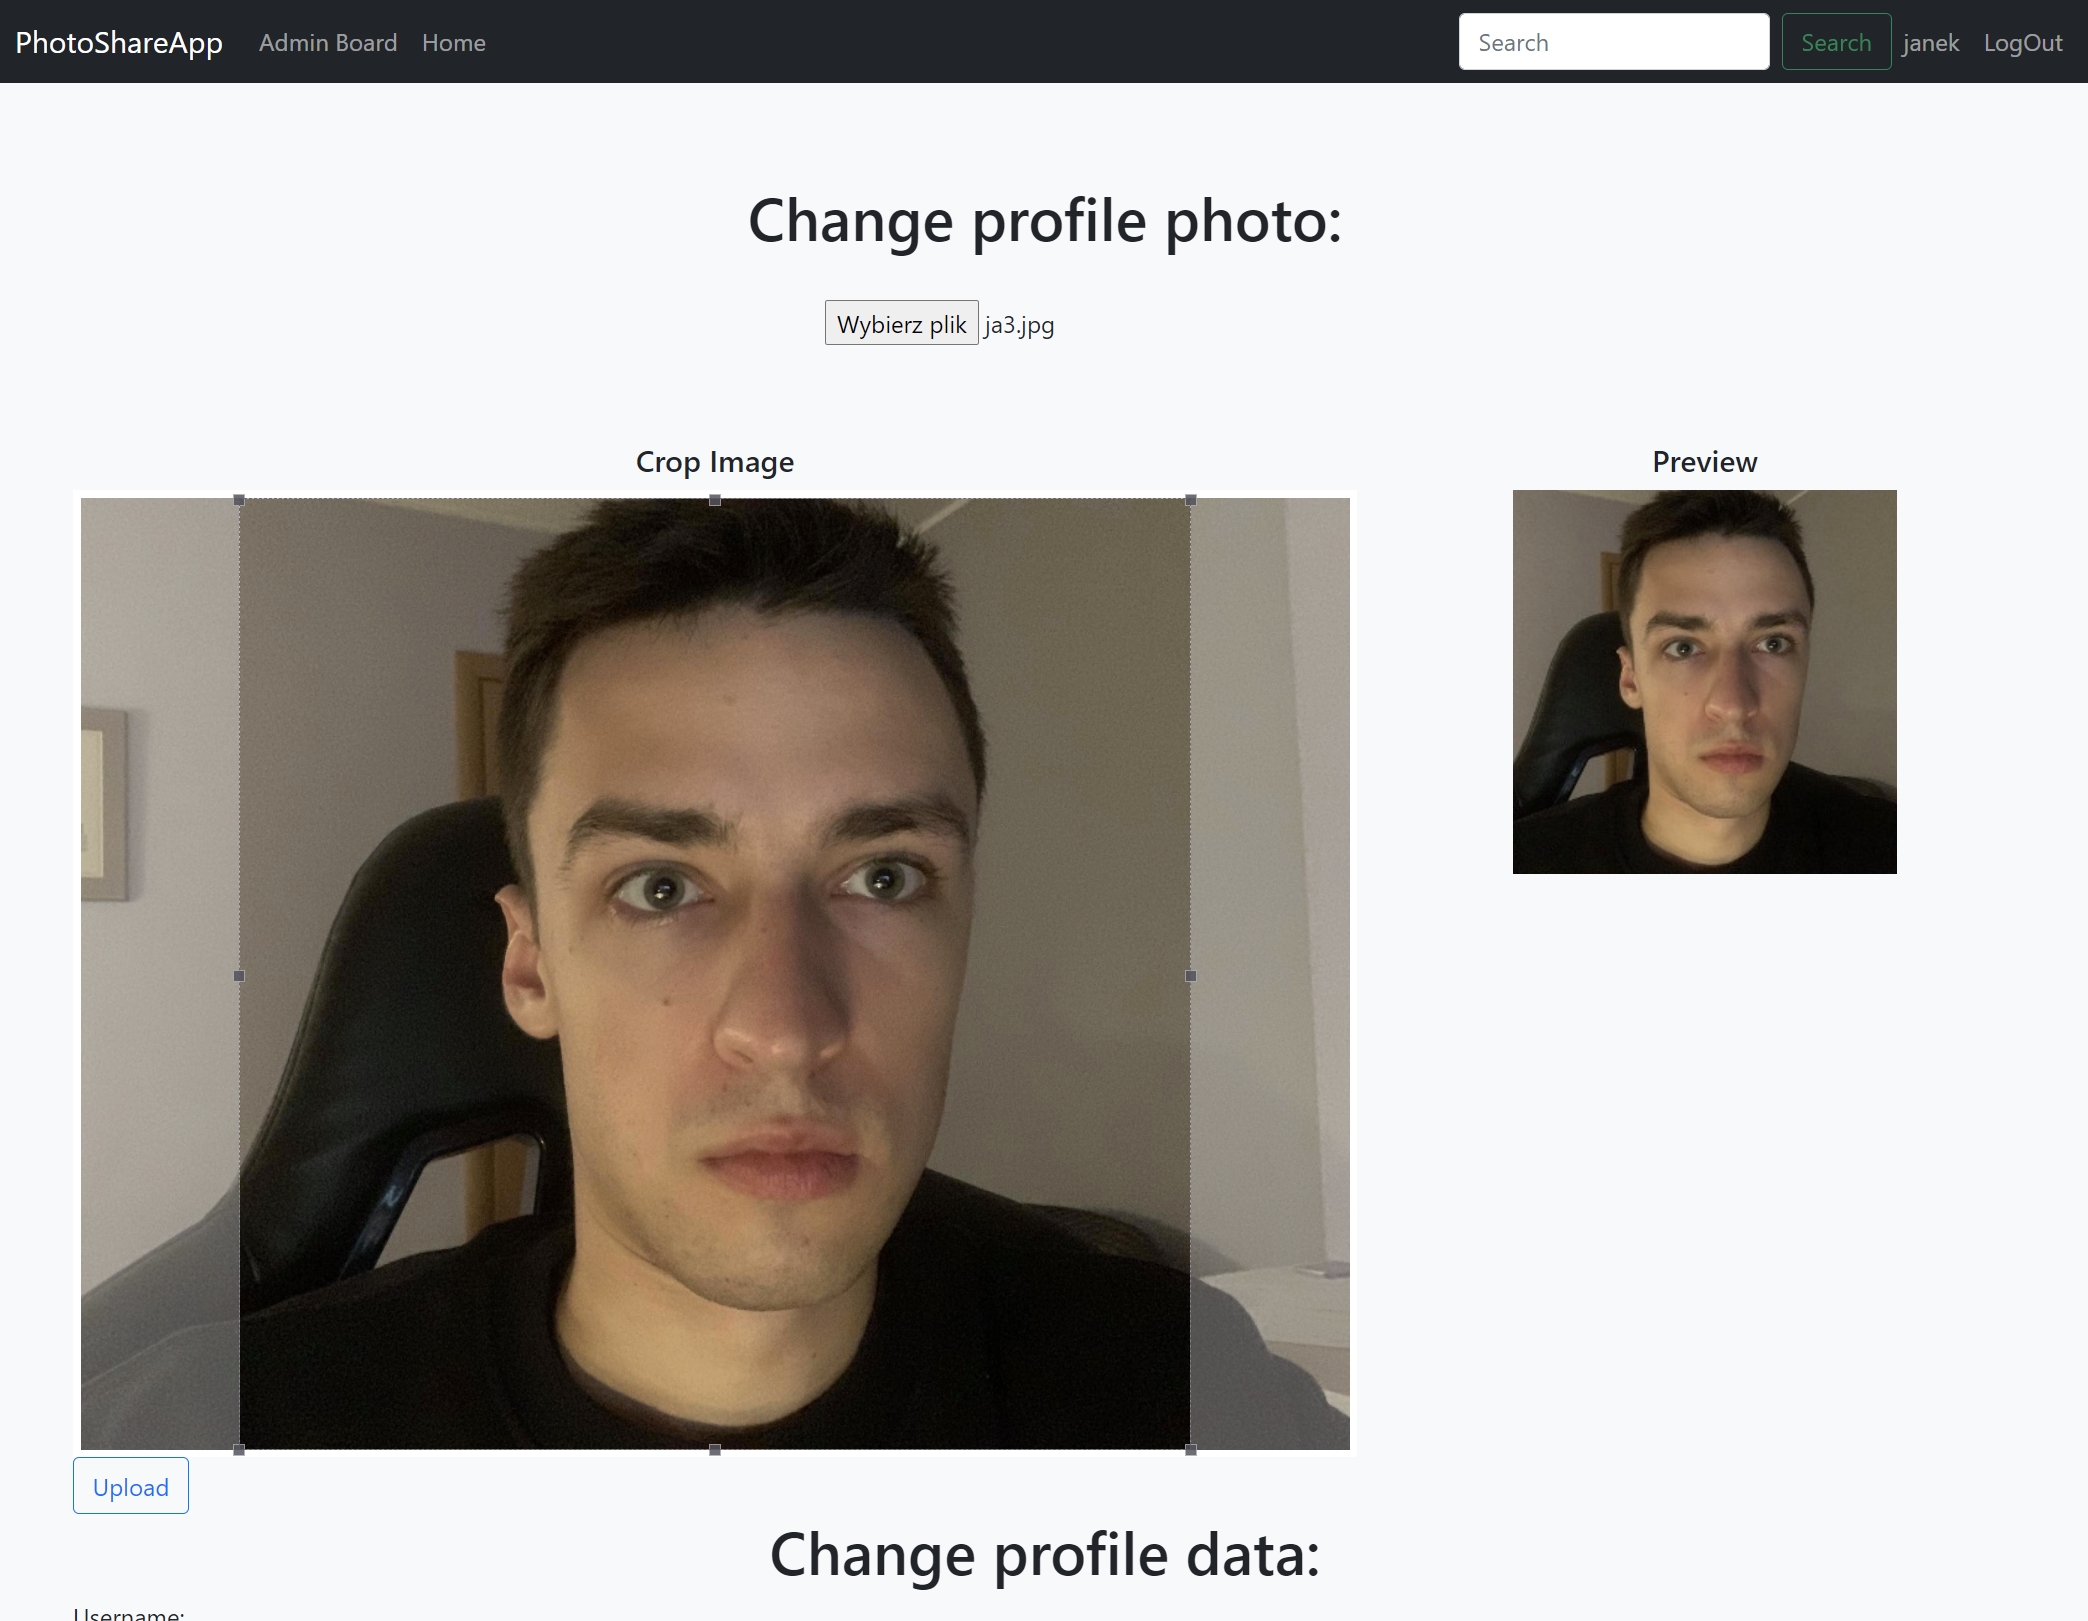 PhotoShareApp Admin Board Home Search Search janek LogOut
Change profile photo:
Wybierz plik ja3.jpg
Crop Image
Preview
Upload
Change profile data:
Username: